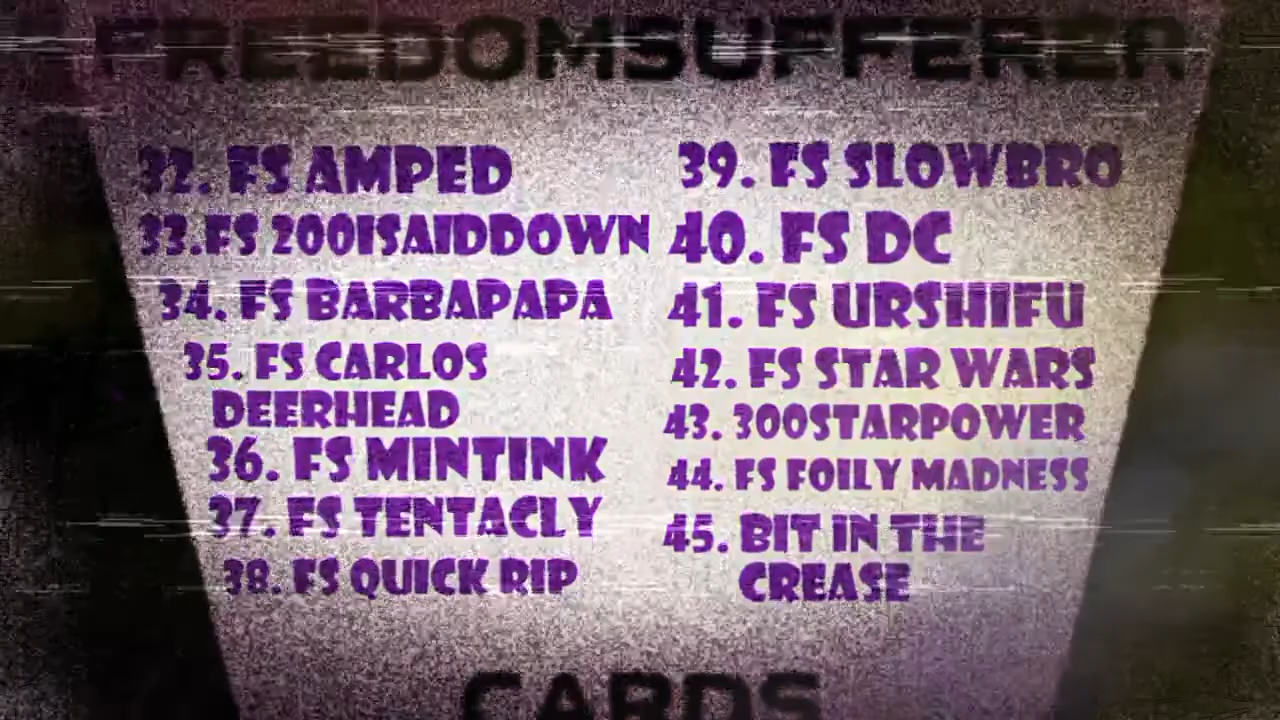 FREEDOMSUFFERER
32. FS AMPED
33.FS 200ISAIDDOWN
34. FS BARBAPAPA
35. FS CARLOS
DEERHEAD
36. FS MINTINK
37. FS TENTACLY
38. FS QUICK RIP
39. FS SLOWBRO
40. FS DC
41. FS URSHIFU
42. FS STAR WARS
43. 300STARPOWER
44. FS FOILY MADNESS
45. BIT IN THE
CREASE
CARDS